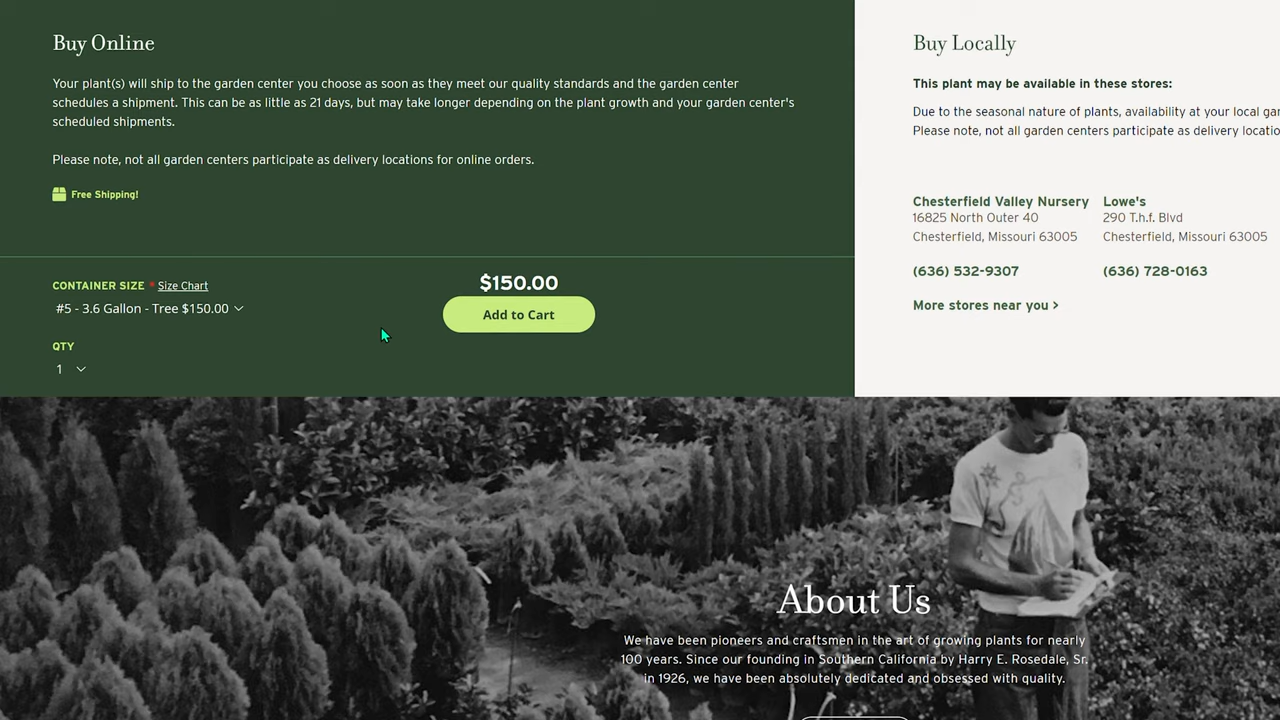 Buy Online
Your plant(s) will ship to the garden center you choose as soon as they meet our quality standards and the garden center
schedules a shipment. This can be as little as 21 days, but may take longer depending on the plant growth and your garden center's
scheduled shipments.
Please note, not all garden centers participate as delivery locations for online orders.
Free Shipping!
CONTAINER SIZE * Size Chart
#5 - 3.6 Gallon - Tree $150.00
QTY
1
$150.00
Add to Cart
Buy Locally
This plant may be available in these stores:
Due to the seasonal nature of plants, availability at your local
Please note, not all garden centers participate as delivery
Chesterfield Valley Nursery
16825 North Outer 40
Chesterfield, Missouri 63005
(636) 532-9307
Lowe's
290 T.h.f. Blvd
Chesterfield, Missouri 63005
(636) 728-0163
More stores near you >
About Us
We have been pioneers and craftsmen in the art of growing plants for nearly
100 years. Since our founding in Southern California by Harry E. Rosedale, Sr.
in 1926, we have been absolutely dedicated and obsessed with quality.